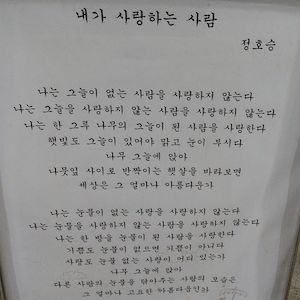 내가 사랑하는 사람
정호승
나는 그늘이 없는 사람을 사랑하지 않는다
나는 그늘을 사랑하지 않는 사람을 사랑하지 않는다
나는 한 그루 나무의 그늘이 된 사람을 사랑한다
햇빛도 그늘이 있어야 맑고 눈이 부시다
나무 그늘에 앉아
나뭇잎 사이로 반짝이는 햇살을 바라보면
세상은 그 얼마나 아름다운가
나는 눈물이 없는 사람을 사랑하지 않는다
나는 눈물을 사랑하지 않는 사람을 사랑하지 않는다
나는 한 방울 눈물이 된 사람을 사랑한다
기쁨도 눈물이 없으면 기쁨이 아니다
사랑도 눈물 없는 사랑이 어디 있는가
나무 그늘에 앉아
다른 사람의 눈물을 닦아주는 사람의 모습은
그 얼마나 고요한 아름다움인가